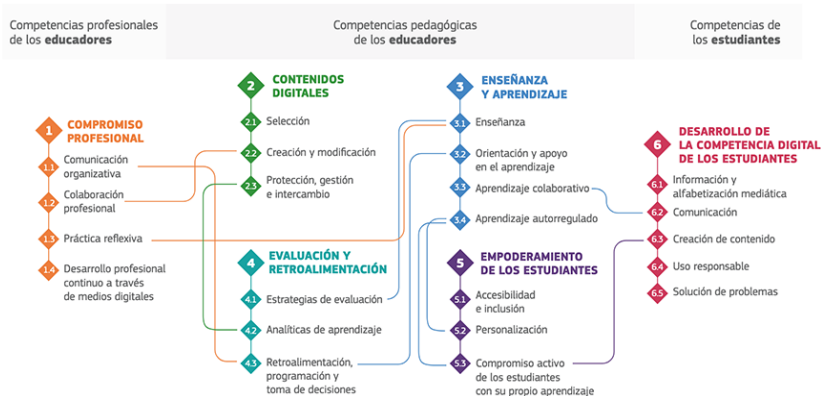 Competencias profesionales
de los educadores
Competencias pedagógicas
de los educadores
Competencias de
los estudiantes
1
COMPROMISO
PROFESIONAL
1.1
Comunicación
organizativa
1.2
Colaboración
profesional
1.3
Práctica reflexiva
1.4
Desarrollo profesional
continuo a través
de medios digitales
2
CONTENIDOS
DIGITALES
2.1
Selección
2.2
Creación y modificación
2.3
Protección, gestión
e intercambio
3
ENSEÑANZA
Y APRENDIZAJE
3.1
Enseñanza
3.2
Orientación y apoyo
en el aprendizaje
3.3
Aprendizaje colaborativo
3.4
Aprendizaje autorregulado
4
EVALUACIÓN Y
RETROALIMENTACIÓN
4.1
Estrategias de evaluación
4.2
Analíticas de aprendizaje
4.3
Retroalimentación,
programación y
toma de decisiones
5
EMPODERAMIENTO
DE LOS ESTUDIANTES
5.1
Accesibilidad
e inclusión
5.2
Personalización
5.3
Compromiso activo
de los estudiantes
con su propio aprendizaje
6
DESARROLLO DE
LA COMPETENCIA DIGITAL
DE LOS ESTUDIANTES
6.1
Información y
alfabetización mediática
6.2
Comunicación
6.3
Creación de contenido
6.4
Uso responsable
6.5
Solución de problemas